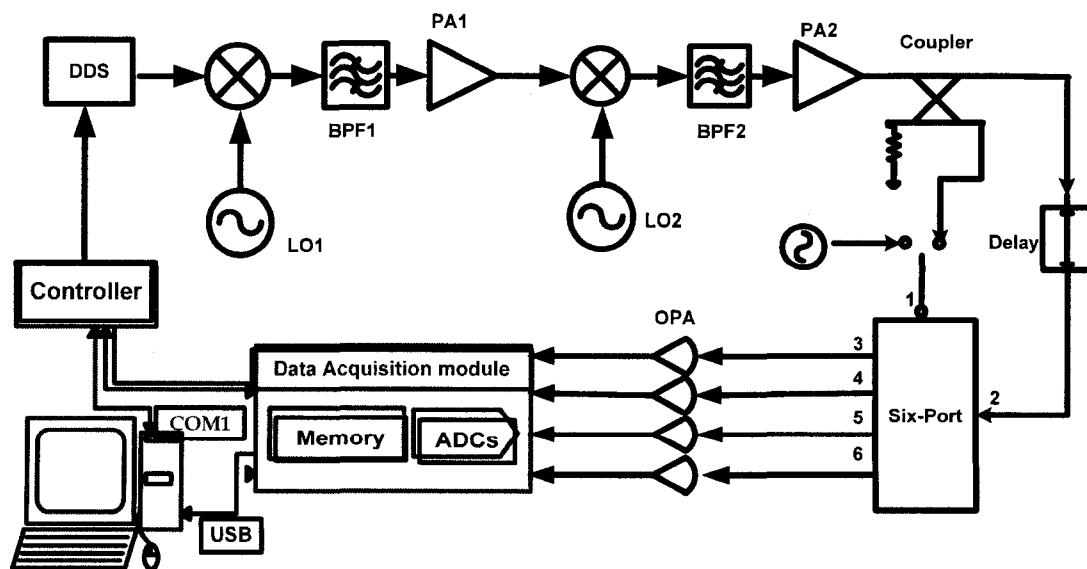 PA1
PA2
Coupler
DDS
BPF1
BPF2
LO1
LO2
Delay
Controller
1
OPA
3
Data Acquisition module
4
2
Six-Port
COM1
Memory
ADCs
5
6
USB